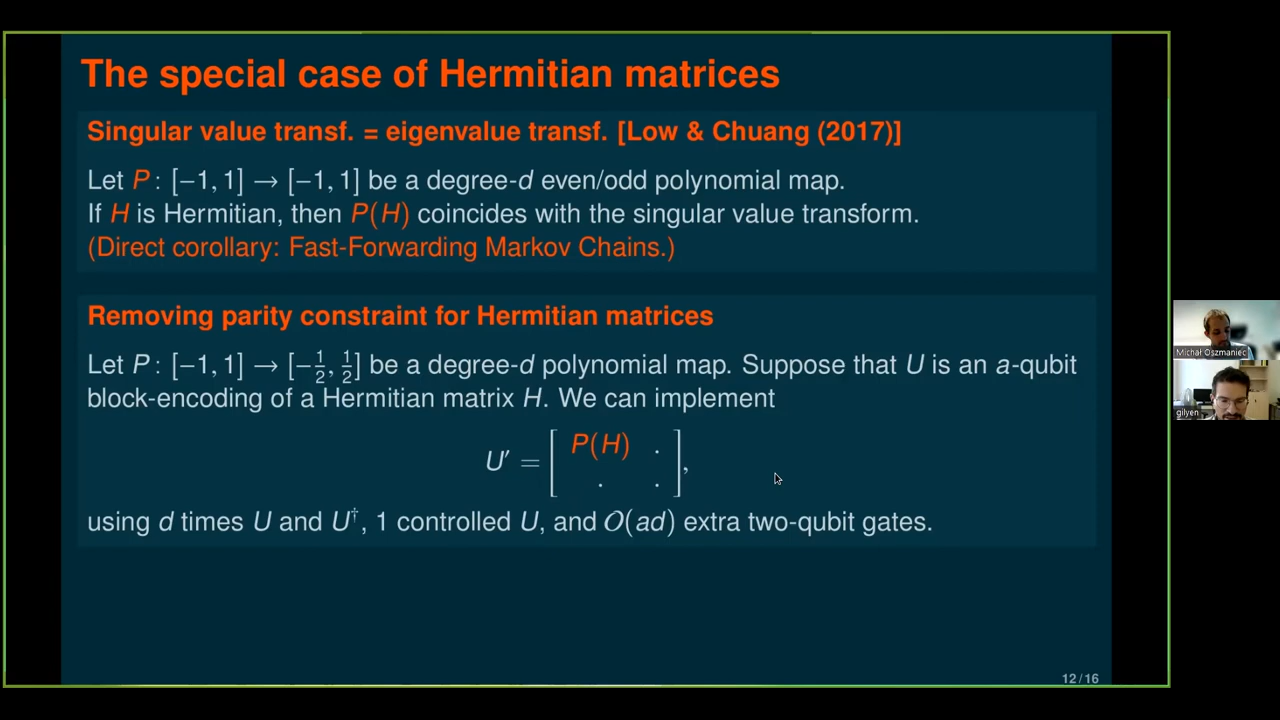 The special case of Hermitian matrices
Singular value transf. = eigenvalue transf. [Low & Chuang (2017)]
Let P : [−1, 1] → [−1, 1] be a degree-d even/odd polynomial map.
If H is Hermitian, then P(H) coincides with the singular value transform.
(Direct corollary: Fast-Forwarding Markov Chains.)
Removing parity constraint for Hermitian matrices
Let P : [−1, 1] → [−1/2, 1/2] be a degree-d polynomial map. Suppose that U is an a-qubit
block-encoding of a Hermitian matrix H. We can implement
U′ = [ P(H) . ; . . ],
using d times U and U†, 1 controlled U, and O(ad) extra two-qubit gates.
12/16
Michał Oszmaniec
gilyen